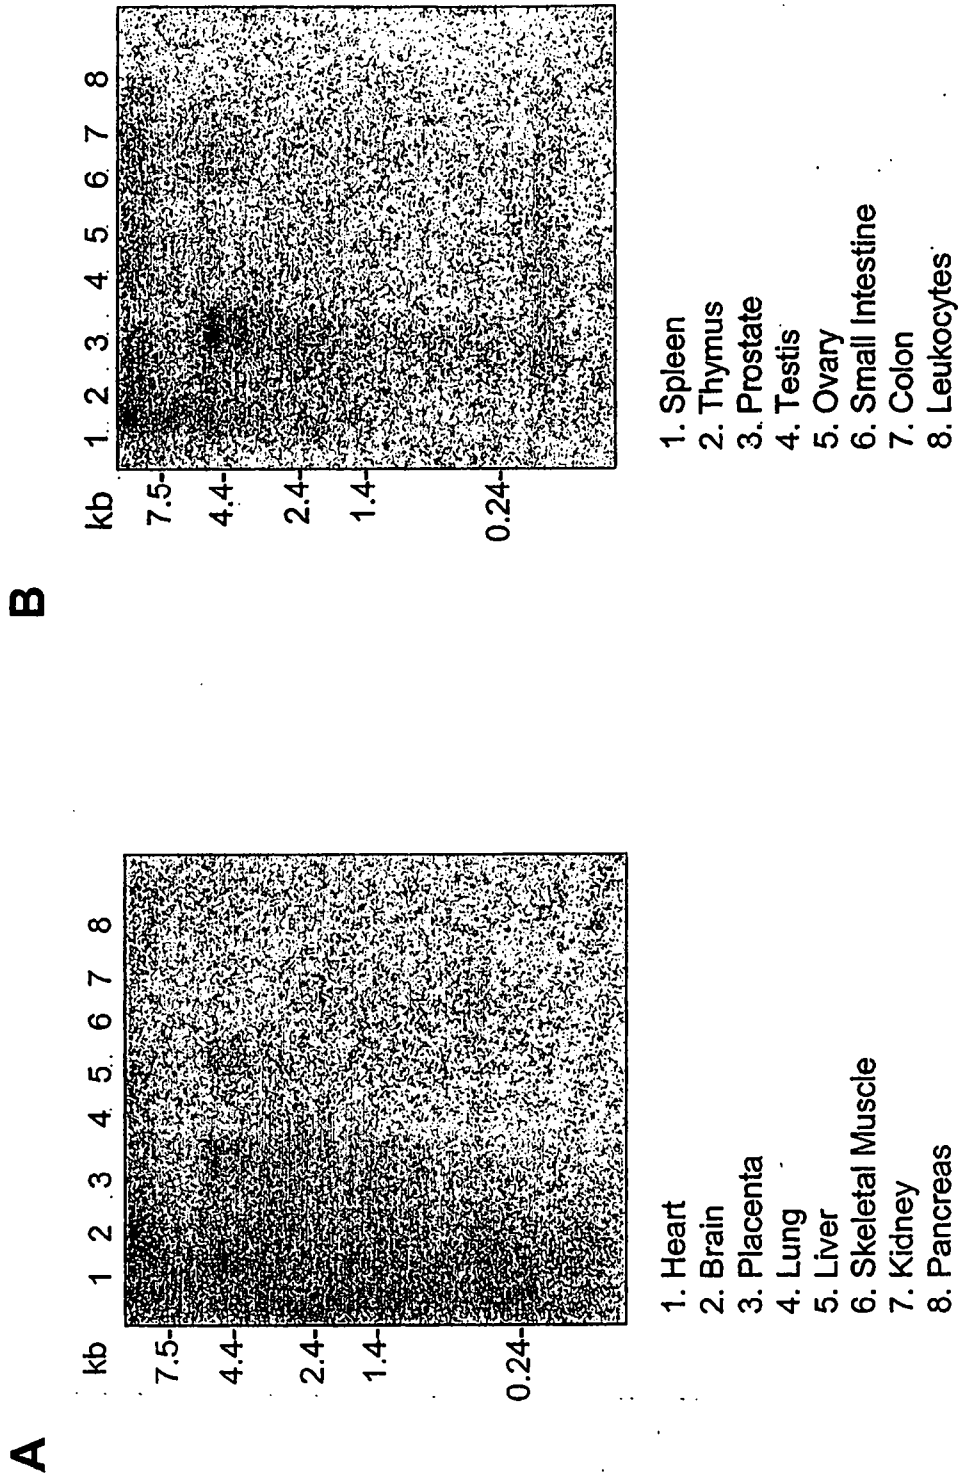 A
kb 1 2 3 4 5 6 7 8
7.5-
4.4-
2.4-
1.4-
0.24-
1. Heart
2. Brain
3. Placenta
4. Lung
5. Liver
6. Skeletal Muscle
7. Kidney
8. Pancreas
B
kb 1 2 3 4 5 6 7 8
7.5-
4.4-
2.4-
1.4-
0.24-
1. Spleen
2. Thymus
3. Prostate
4. Testis
5. Ovary
6. Small Intestine
7. Colon
8. Leukocytes